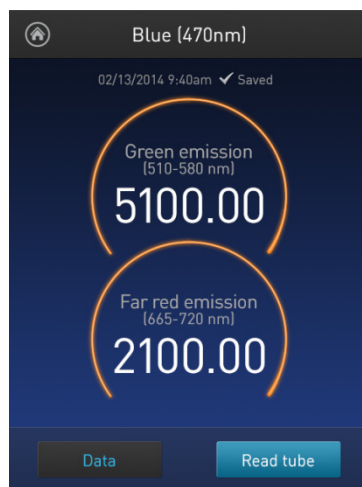 Blue (470nm)
02/13/2014 9:40am ✓ Saved
Green emission
(510-580 nm)
5100.00
Far red emission
(665-720 nm)
2100.00
Data
Read tube